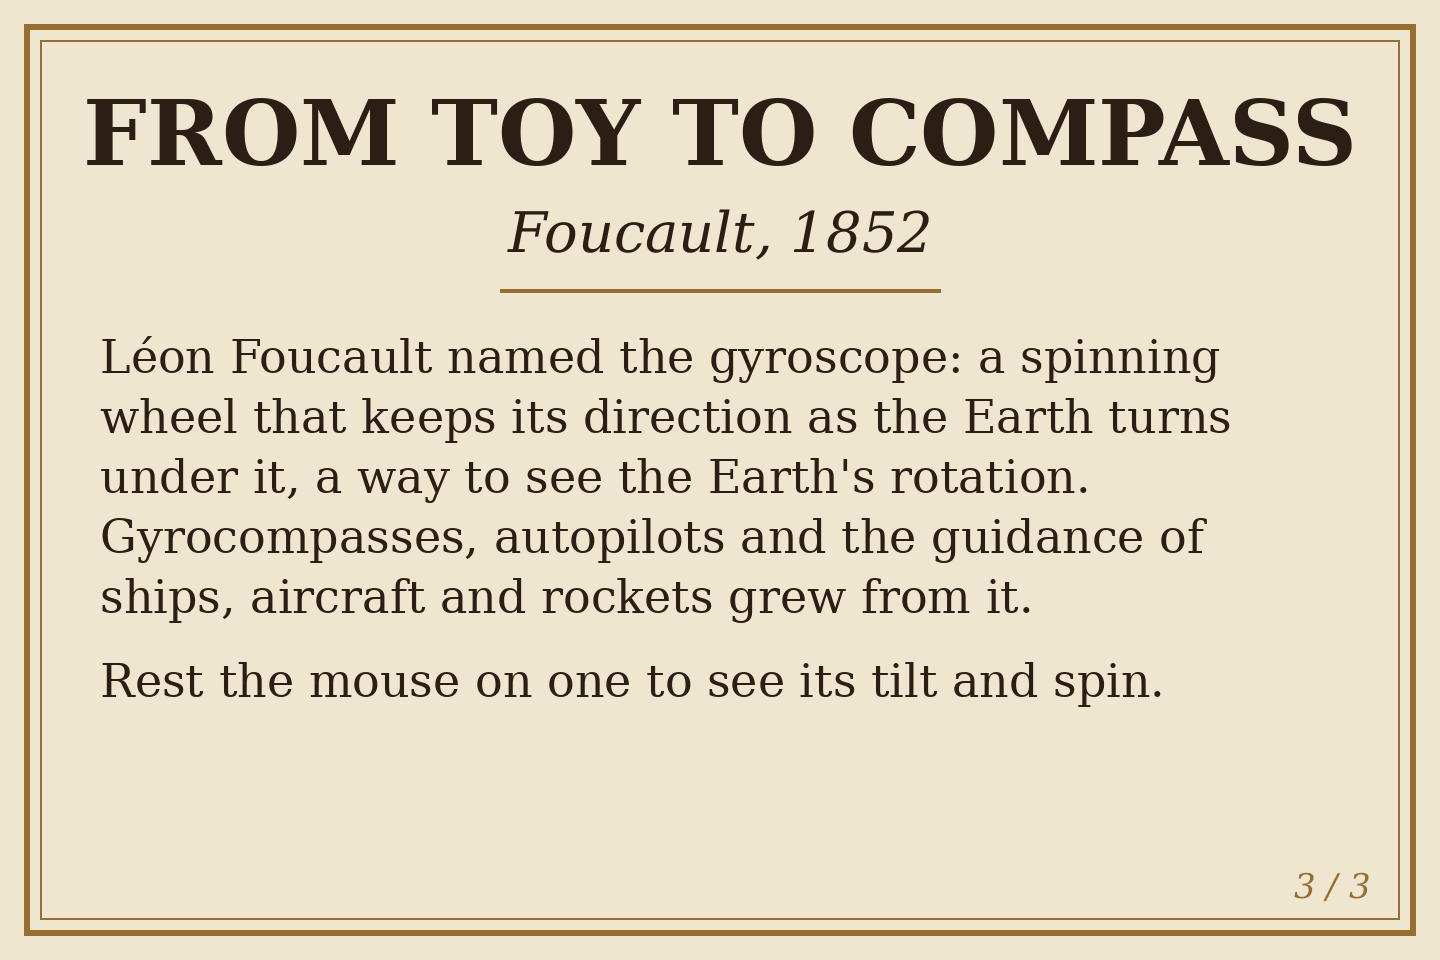 FROM TOY TO COMPASS
Foucault, 1852
Léon Foucault named the gyroscope: a spinning
wheel that keeps its direction as the Earth turns
under it, a way to see the Earth's rotation.
Gyrocompasses, autopilots and the guidance of
ships, aircraft and rockets grew from it.
Rest the mouse on one to see its tilt and spin.
3 / 3